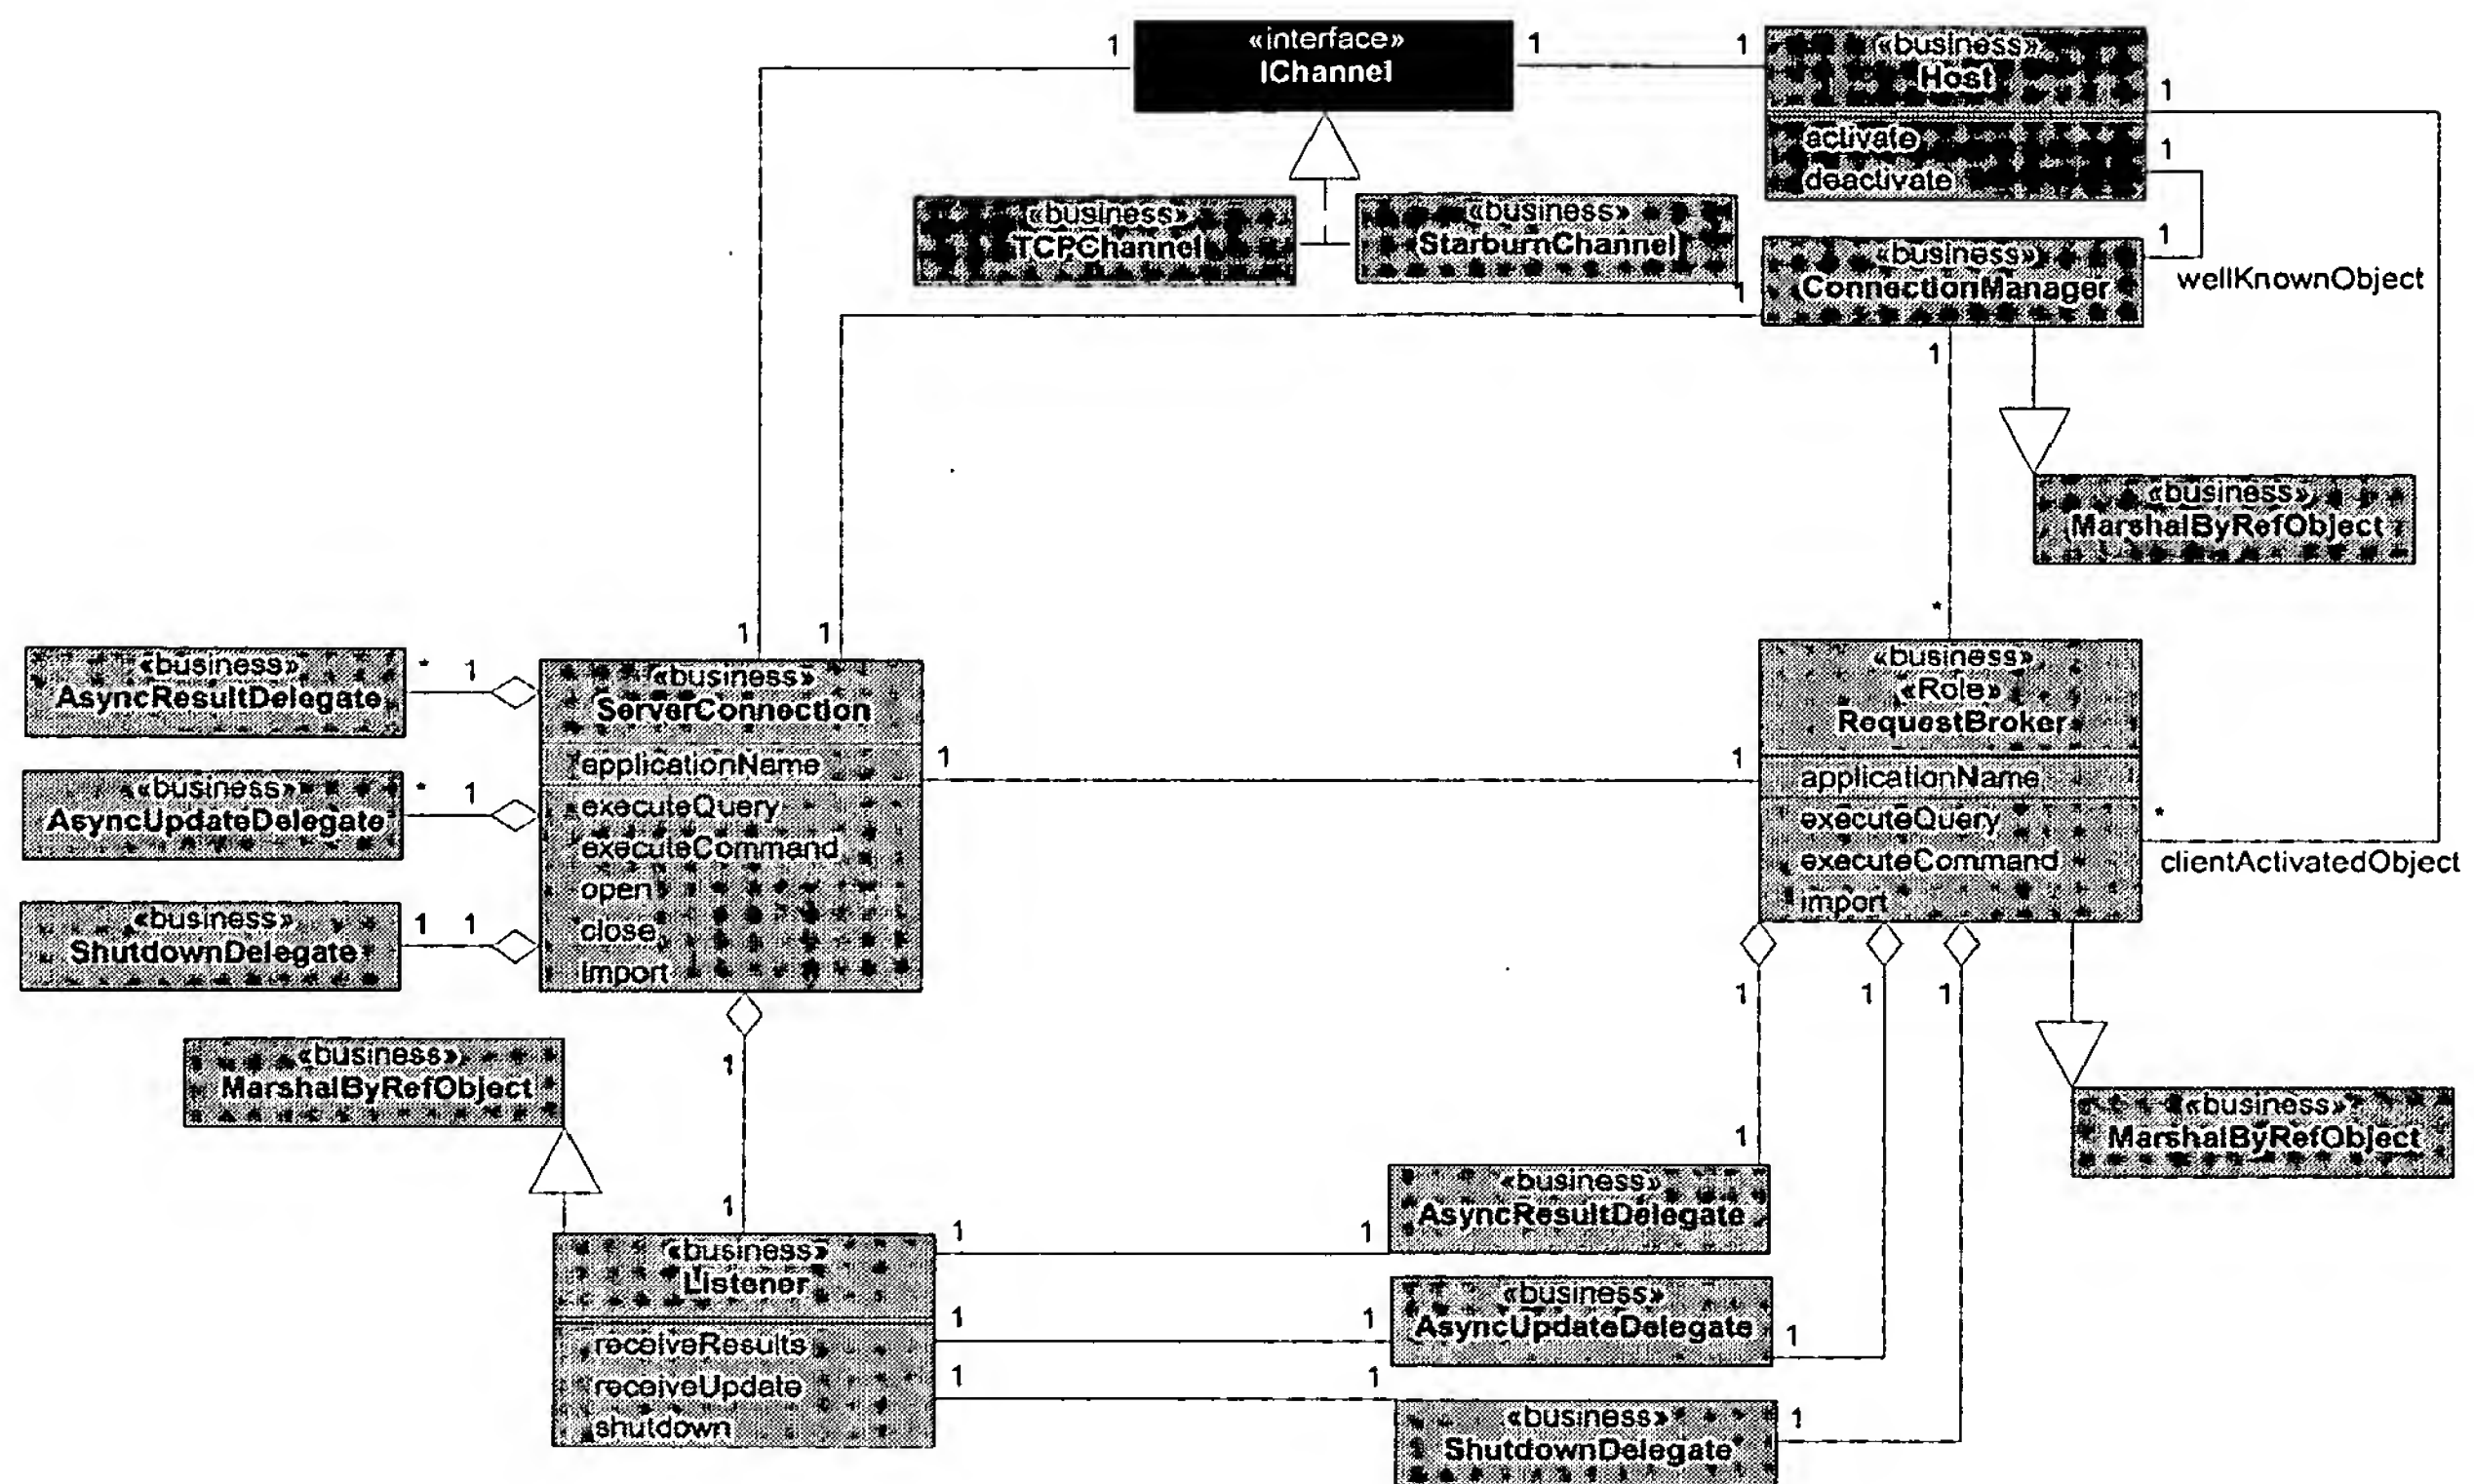 1
«interface»
IChannel
1
1
«business»
Host
activate
deactivate
1
1
1
wellKnownObject
«business»
TCPChannel
«business»
StarburnChannel
1
«business»
ConnectionManager
1
«business»
MarshalByRefObject
*
1
1
«business»
AsyncResultDelegate
*
1
«business»
AsyncUpdateDelegate
*
1
«business»
ShutdownDelegate
1
1
«business»
ServerConnection
applicationName
executeQuery
executeCommand
open
close
import
1
1
«business»
«Role»
RequestBroker
applicationName
executeQuery
executeCommand
import
*
clientActivatedObject
1
1
1
1
«business»
MarshalByRefObject
«business»
MarshalByRefObject
1
1
«business»
Listener
receiveResults
receiveUpdate
shutdown
1
1
1
1
«business»
AsyncResultDelegate
1
1
«business»
AsyncUpdateDelegate
1
1
«business»
ShutdownDelegate
1